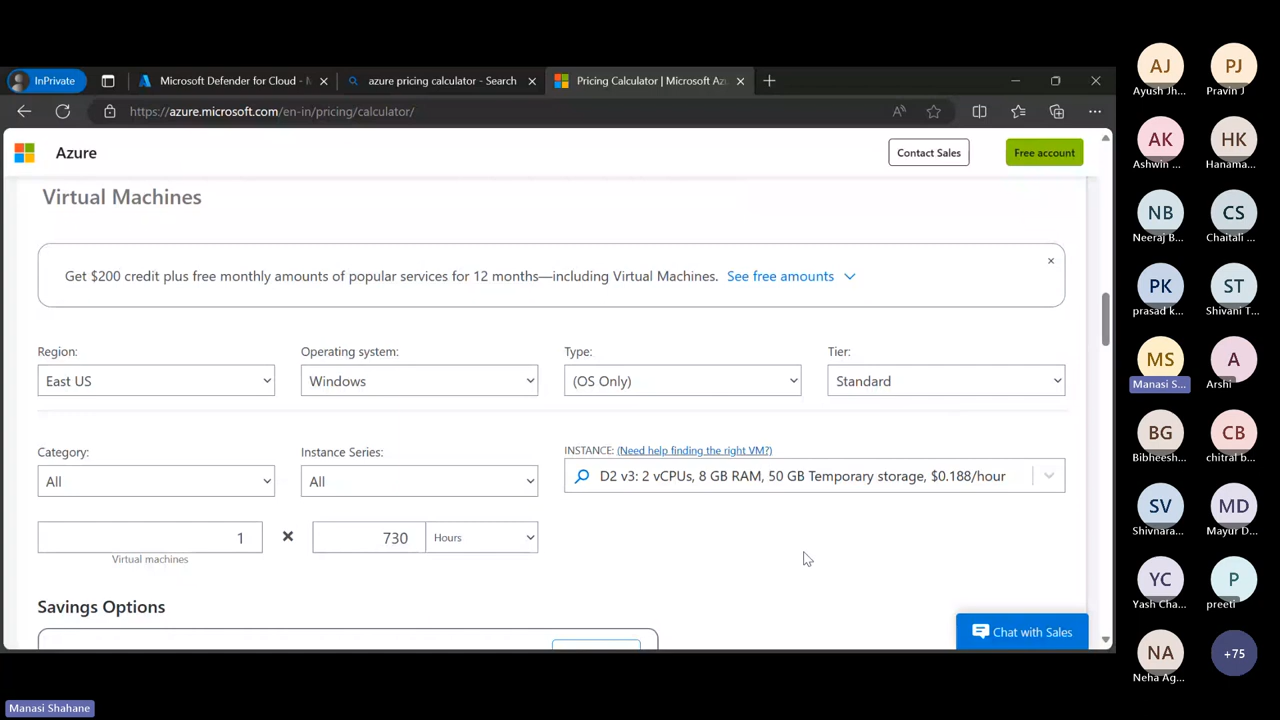 InPrivate
Microsoft Defender for Cloud - M
azure pricing calculator - Search
Pricing Calculator | Microsoft Azu
https://azure.microsoft.com/en-in/pricing/calculator/
Azure
Contact Sales
Free account
Virtual Machines
Get $200 credit plus free monthly amounts of popular services for 12 months—including Virtual Machines. See free amounts
Region:
Operating system:
Type:
Tier:
East US
Windows
(OS Only)
Standard
Category:
Instance Series:
INSTANCE: (Need help finding the right VM?)
All
All
D2 v3: 2 vCPUs, 8 GB RAM, 50 GB Temporary storage, $0.188/hour
1
730
Hours
Virtual machines
Savings Options
Chat with Sales
AJ
Ayush Jh...
PJ
Pravin J
AK
Ashwin ...
HK
Hanama...
NB
Neeraj B...
CS
Chaitali ...
PK
prasad k...
ST
Shivani T...
MS
Manasi S...
A
Arshi
BG
Bibheesh...
CB
chitral b...
SV
Shivnara...
MD
Mayur D...
YC
Yash Cha...
P
preeti
NA
Neha Ag...
+75
Manasi Shahane